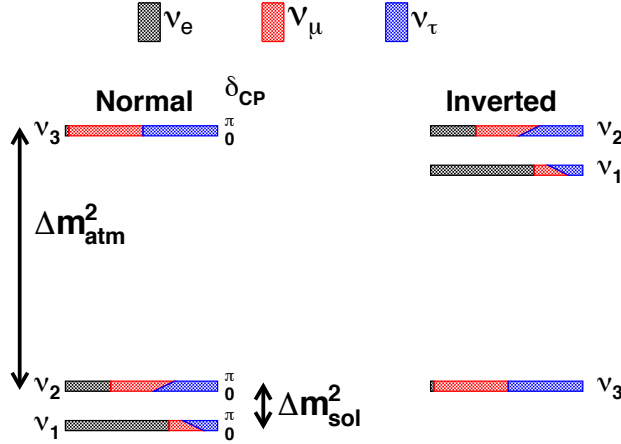 νe νμ ντ
Normal δCP Inverted
ν3 π 0 ν2
ν1
Δm²atm
ν2 π 0 ν3
Δm²sol
ν1 π 0